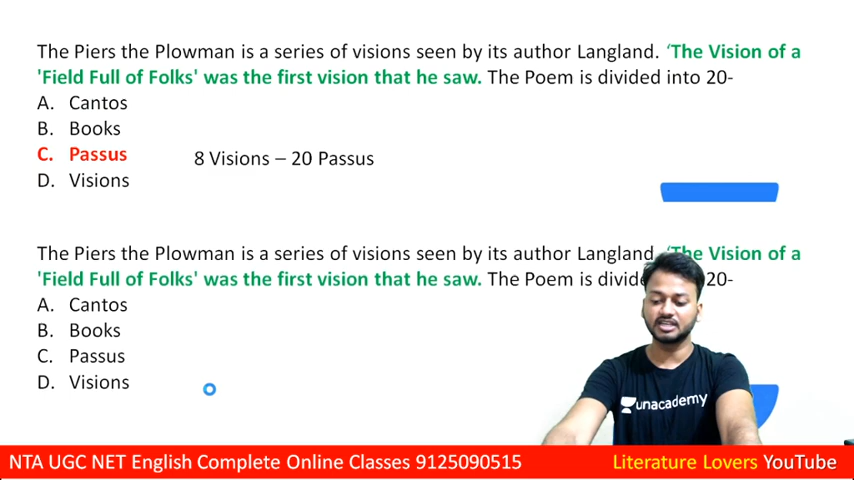 The Piers the Plowman is a series of visions seen by its author Langland. ‘The Vision of a
'Field Full of Folks' was the first vision that he saw. The Poem is divided into 20-
A. Cantos
B. Books
C. Passus
8 Visions – 20 Passus
D. Visions
The Piers the Plowman is a series of visions seen by its author Langland. ‘The Vision of a
'Field Full of Folks' was the first vision that he saw. The Poem is 20-
A. Cantos
B. Books
C. Passus
D. Visions
unacademy
NTA UGC NET English Complete Online Classes 9125090515
Literature Lovers YouTube